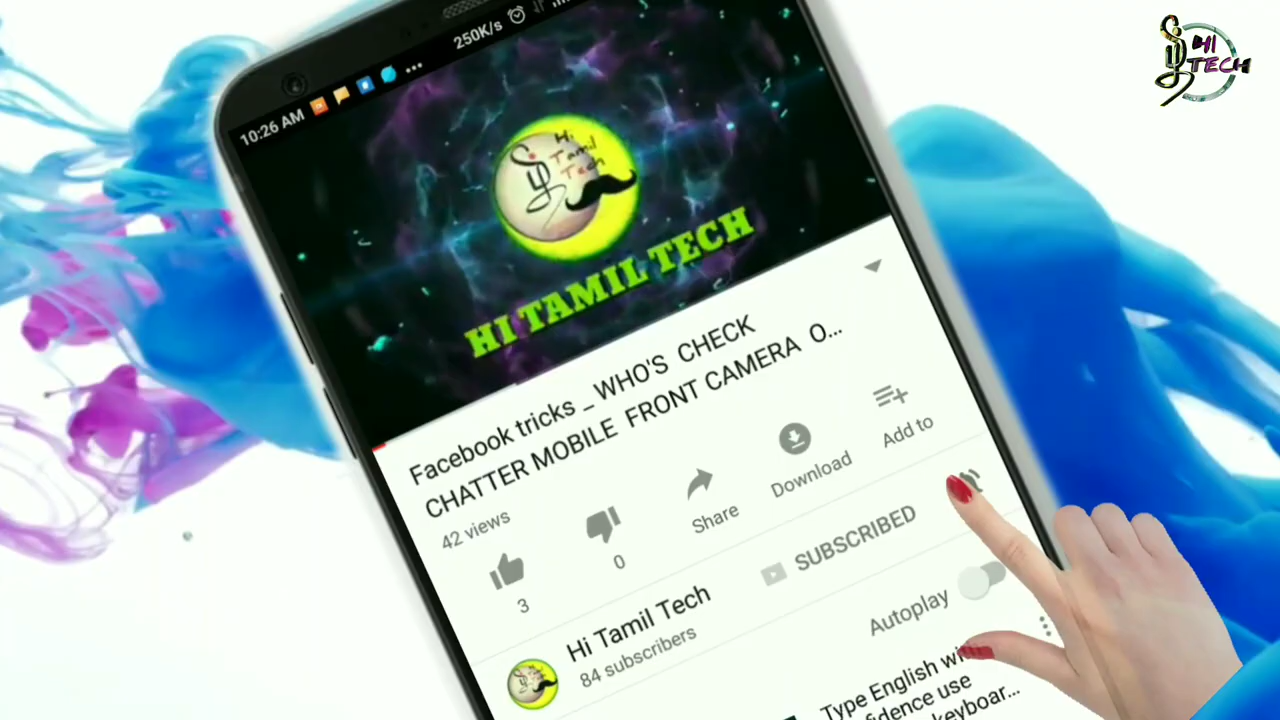 10:26 AM
250K/s
Hi
Tamil
Tech
HI TAMIL TECH
Facebook tricks _ WHO'S CHECK
CHATTER MOBILE FRONT CAMERA O...
42 views
3
0
Share
Download
Add to
Hi Tamil Tech
84 subscribers
SUBSCRIBED
Autoplay
Type English wi
fidence use
keyboar...
TECH